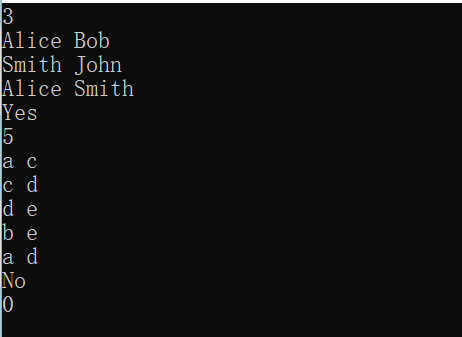 3
Alice Bob
Smith John
Alice Smith
Yes
5
a c
c d
d e
b e
a d
No
0